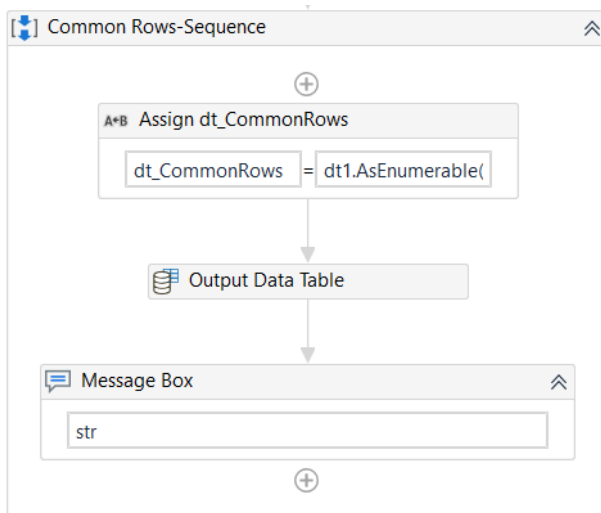 Common Rows-Sequence
A+B Assign dt_CommonRows
dt_CommonRows = dt1.AsEnumerable(
Output Data Table
Message Box
str